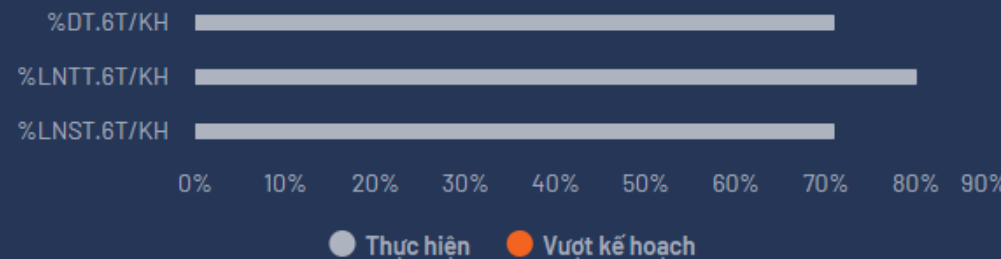 %DT.6T/KH
%LNTT.6T/KH
%LNST.6T/KH
0% 10% 20% 30% 40% 50% 60% 70% 80% 90%
Thực hiện Vượt kế hoạch